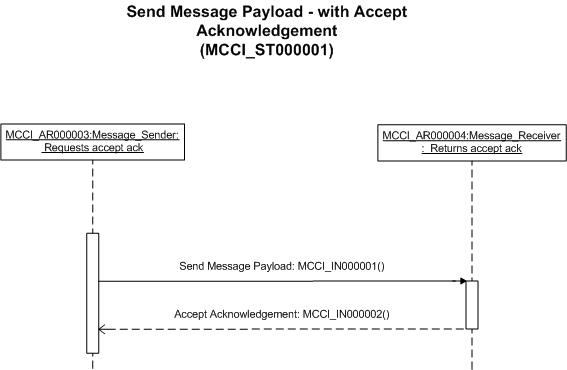 Send Message Payload - with Accept
Acknowledgement
(MCCI_ST000001)
MCCI_AR000003:Message_Sender:
Requests accept ack
MCCI_AR000004:Message_Receiver
: Returns accept ack
Send Message Payload: MCCI_IN000001()
Accept Acknowledgement: MCCI_IN000002()